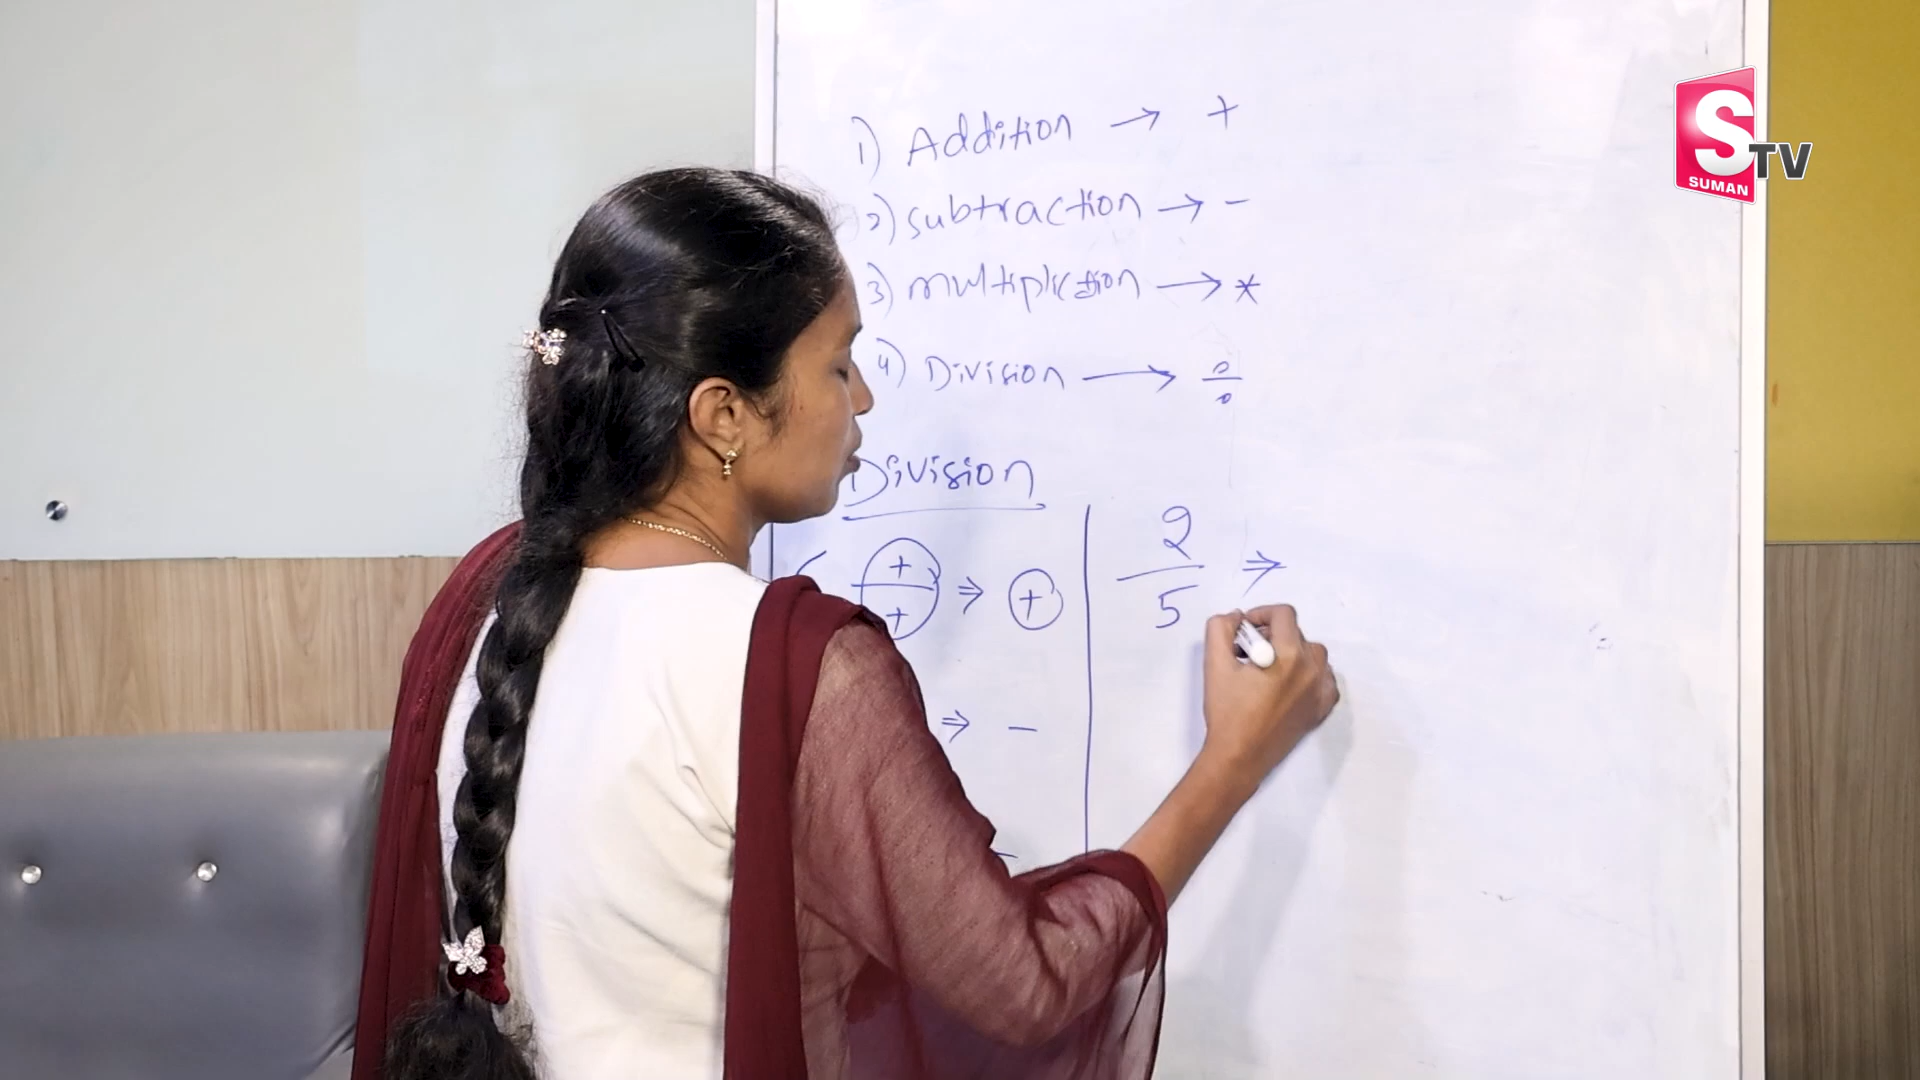 1) Addition → +
2) subtraction → -
3) multiplication → *
4) Division → ÷
Division
+
+ ⇒ +
⇒ -
2
5 ⇒
S TV
SUMAN